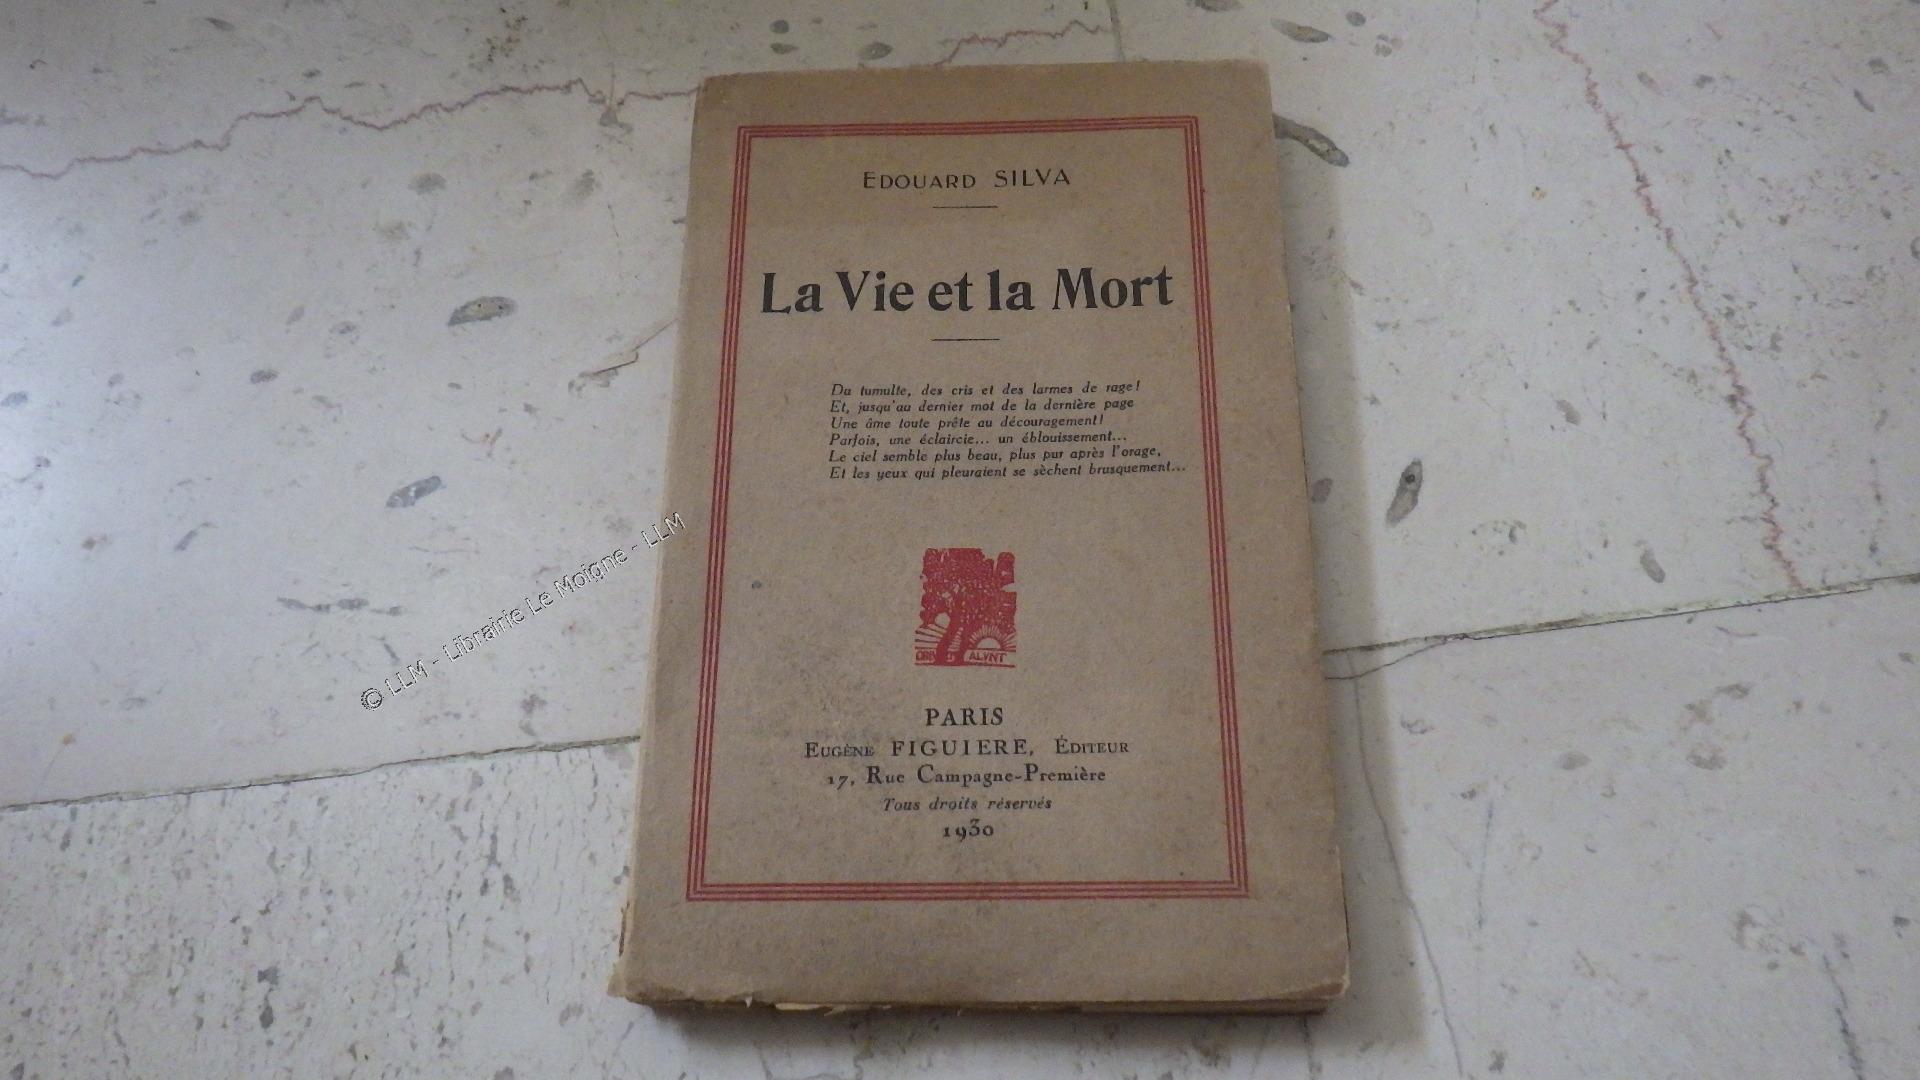 EDOUARD SILVA
La Vie et la Mort
Du tumulte, des cris et des larmes de rage!
Et, jusqu'au dernier mot de la dernière page
Une âme toute prête au découragement!
Parfois, une éclaircie... un éblouissement...
Le ciel semble plus beau, plus pur après l'orage,
Et les yeux qui pleuraient se sèchent brusquement...
ALVNT
PARIS
EUGÈNE FIGUIERE, ÉDITEUR
17, Rue Campagne-Première
Tous droits réservés
1930
© LLM - Librairie Le Moigne - LLM